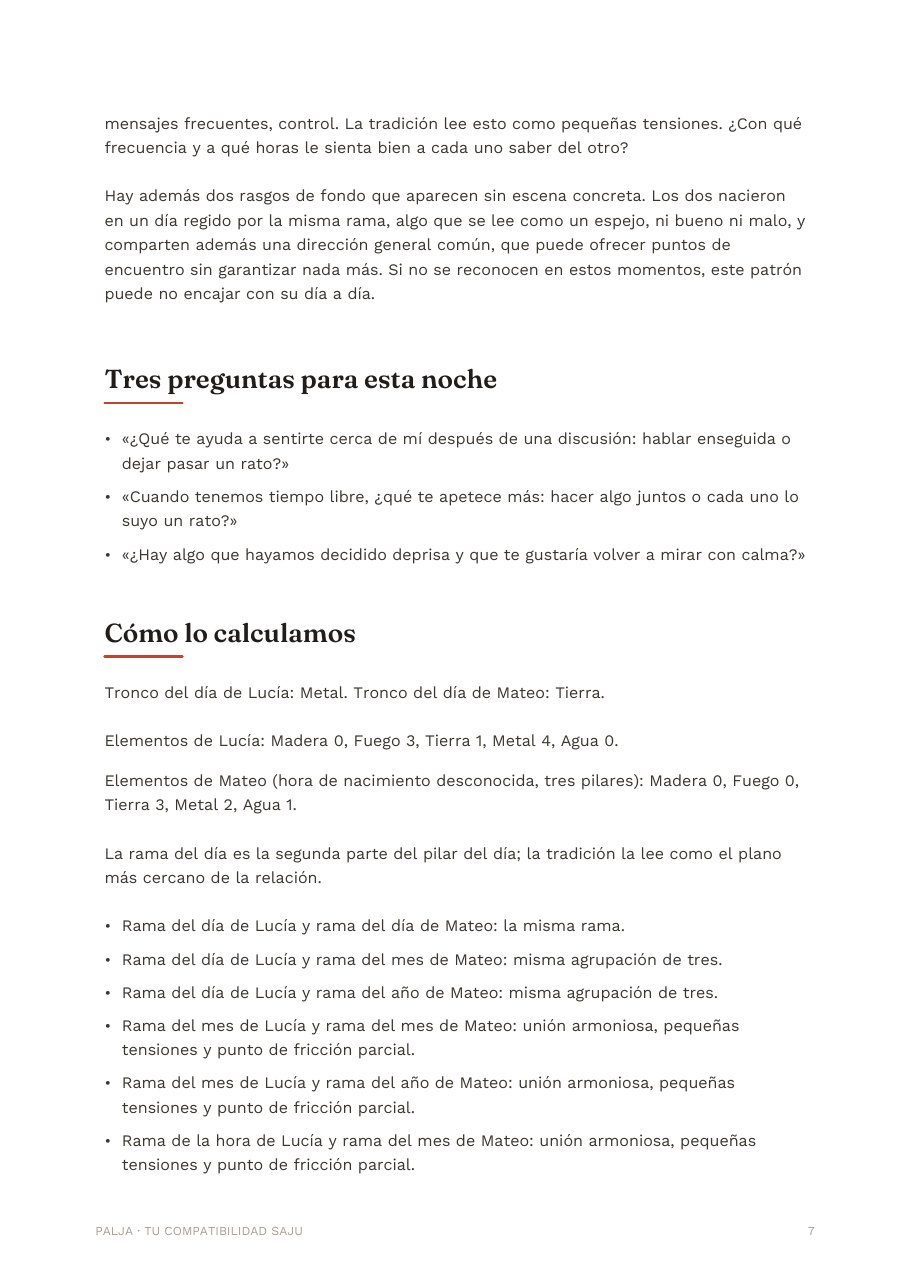 mensajes frecuentes, control. La tradición lee esto como pequeñas tensiones. ¿Con qué
frecuencia y a qué horas le sienta bien a cada uno saber del otro?
Hay además dos rasgos de fondo que aparecen sin escena concreta. Los dos nacieron
en un día regido por la misma rama, algo que se lee como un espejo, ni bueno ni malo, y
comparten además una dirección general común, que puede ofrecer puntos de
encuentro sin garantizar nada más. Si no se reconocen en estos momentos, este patrón
puede no encajar con su día a día.
Tres preguntas para esta noche
• «¿Qué te ayuda a sentirte cerca de mí después de una discusión: hablar enseguida o
dejar pasar un rato?»
• «Cuando tenemos tiempo libre, ¿qué te apetece más: hacer algo juntos o cada uno lo
suyo un rato?»
• «¿Hay algo que hayamos decidido deprisa y que te gustaría volver a mirar con calma?»
Cómo lo calculamos
Tronco del día de Lucía: Metal. Tronco del día de Mateo: Tierra.
Elementos de Lucía: Madera 0, Fuego 3, Tierra 1, Metal 4, Agua 0.
Elementos de Mateo (hora de nacimiento desconocida, tres pilares): Madera 0, Fuego 0,
Tierra 3, Metal 2, Agua 1.
La rama del día es la segunda parte del pilar del día; la tradición la lee como el plano
más cercano de la relación.
• Rama del día de Lucía y rama del día de Mateo: la misma rama.
• Rama del día de Lucía y rama del mes de Mateo: misma agrupación de tres.
• Rama del día de Lucía y rama del año de Mateo: misma agrupación de tres.
• Rama del mes de Lucía y rama del mes de Mateo: unión armoniosa, pequeñas
tensiones y punto de fricción parcial.
• Rama del mes de Lucía y rama del año de Mateo: unión armoniosa, pequeñas
tensiones y punto de fricción parcial.
• Rama de la hora de Lucía y rama del mes de Mateo: unión armoniosa, pequeñas
tensiones y punto de fricción parcial.
PALJA · TU COMPATIBILIDAD SAJU
7